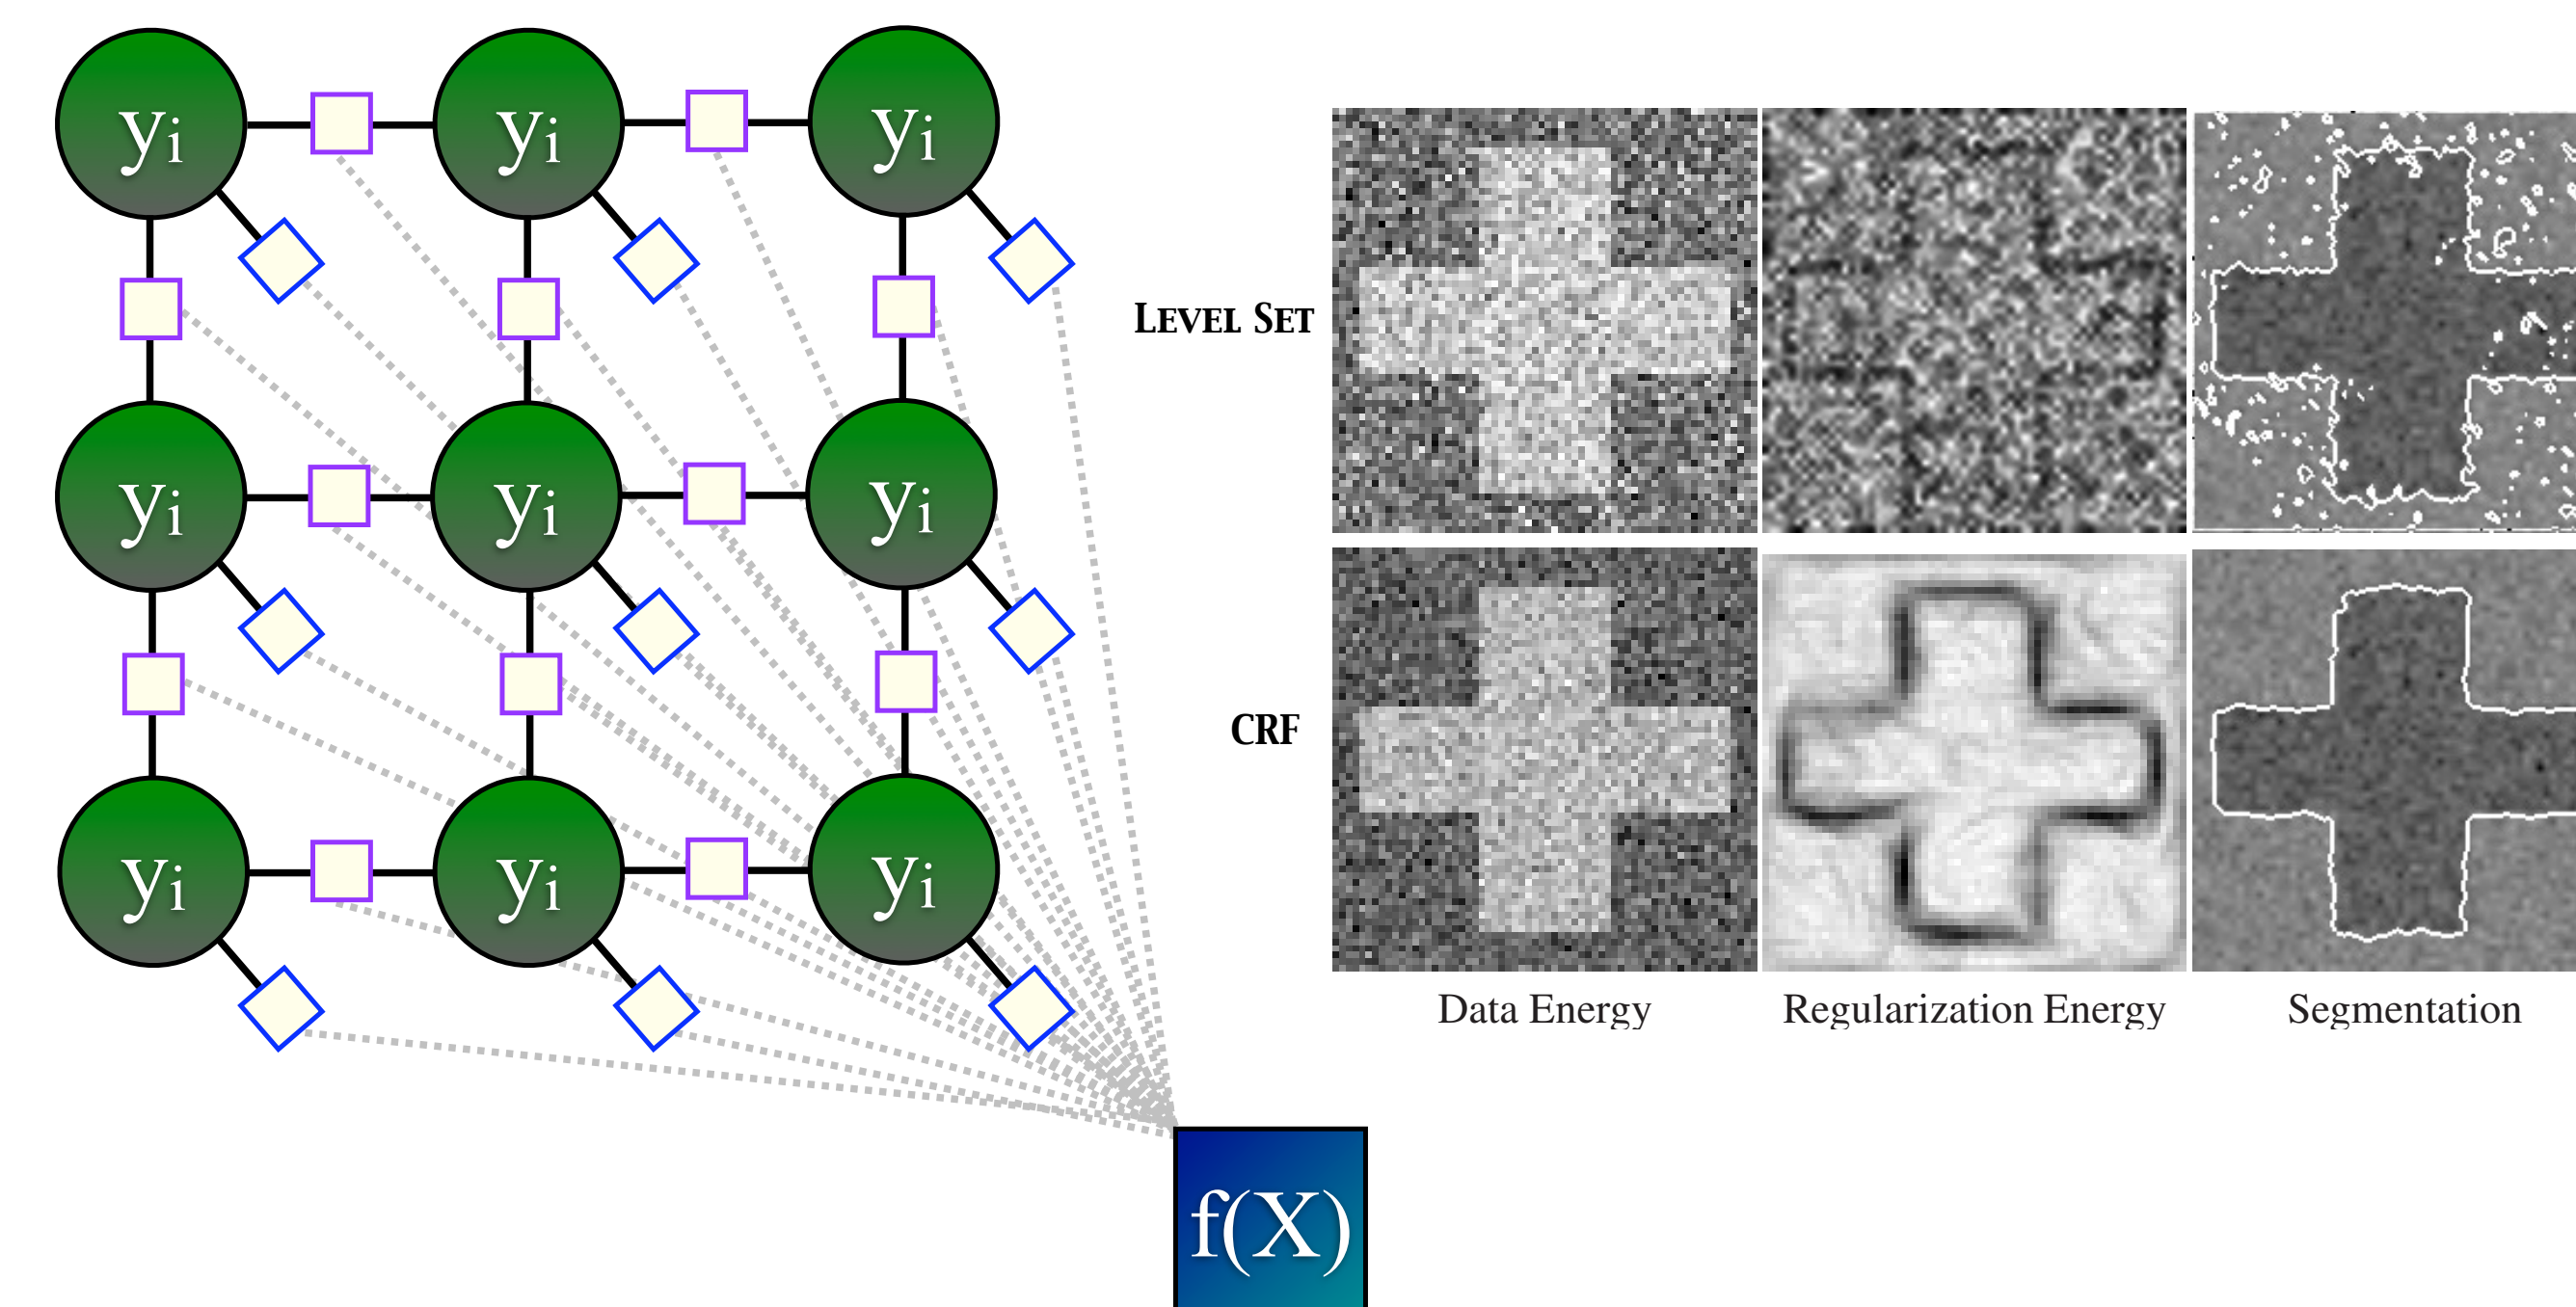 yi yi yi
yi yi yi
yi yi yi
f(X)
LEVEL SET
CRF
Data Energy Regularization Energy Segmentation